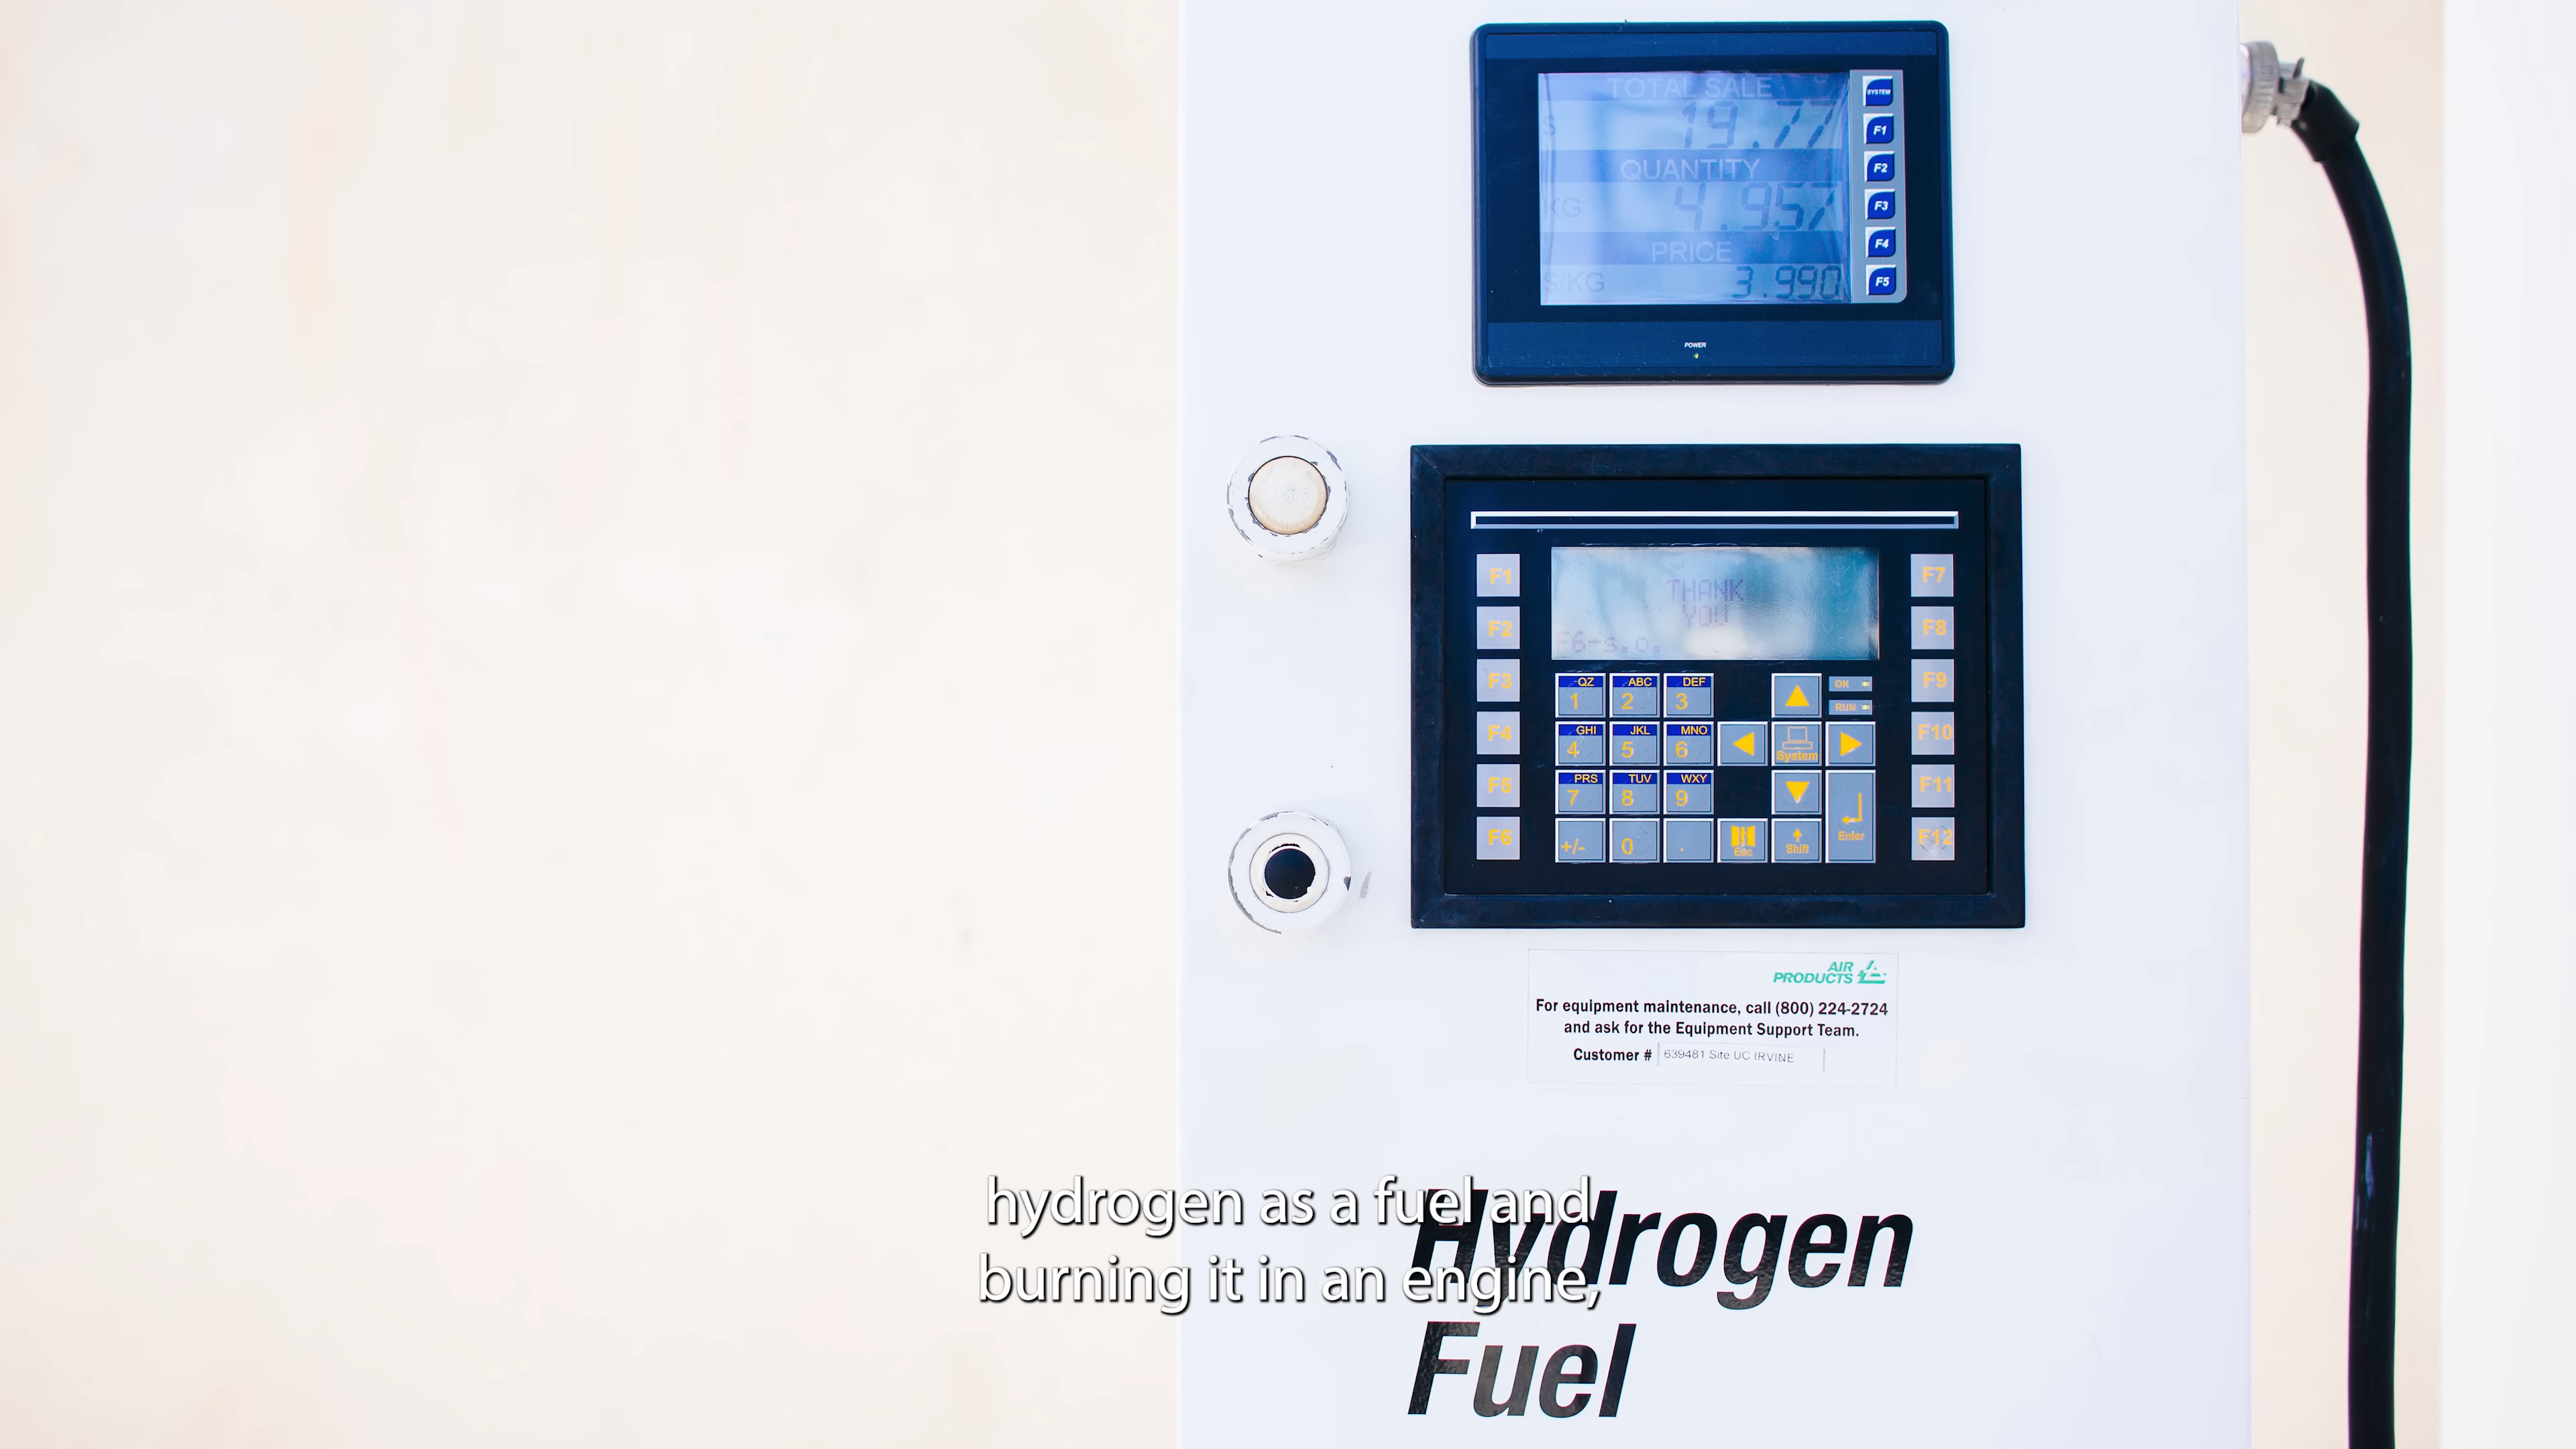 TOTAL SALE
$ 19.77
QUANTITY
KG 4.957
PRICE
$/KG 3.990
SYSTEM
F1
F2
F3
F4
F5
POWER
THANK
YOU
F6-s.o.
F1
F2
F3
F4
F5
F6
F7
F8
F9
F10
F11
F12
QZ ABC DEF
1 2 3
OK
RUN
GHI JKL MNO
4 5 6
System
PRS TUV WXY
7 8 9
+/- 0 . Esc Shift Enter
AIR
PRODUCTS
For equipment maintenance, call (800) 224-2724
and ask for the Equipment Support Team.
Customer # 639481 Site UC IRVINE
Hydrogen
Fuel
hydrogen as a fuel and
burning it in an engine,